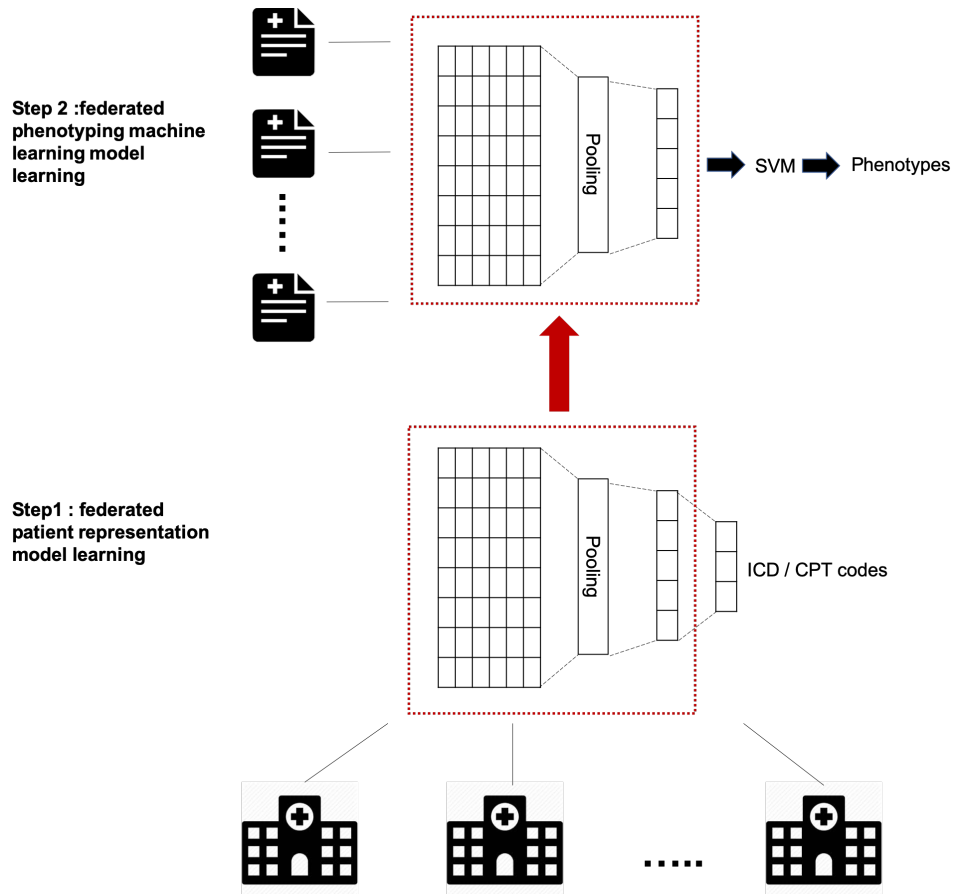 Step 2 :federated
phenotyping machine
learning model
learning
Pooling
SVM
Phenotypes
Step1 : federated
patient representation
model learning
Pooling
ICD / CPT codes